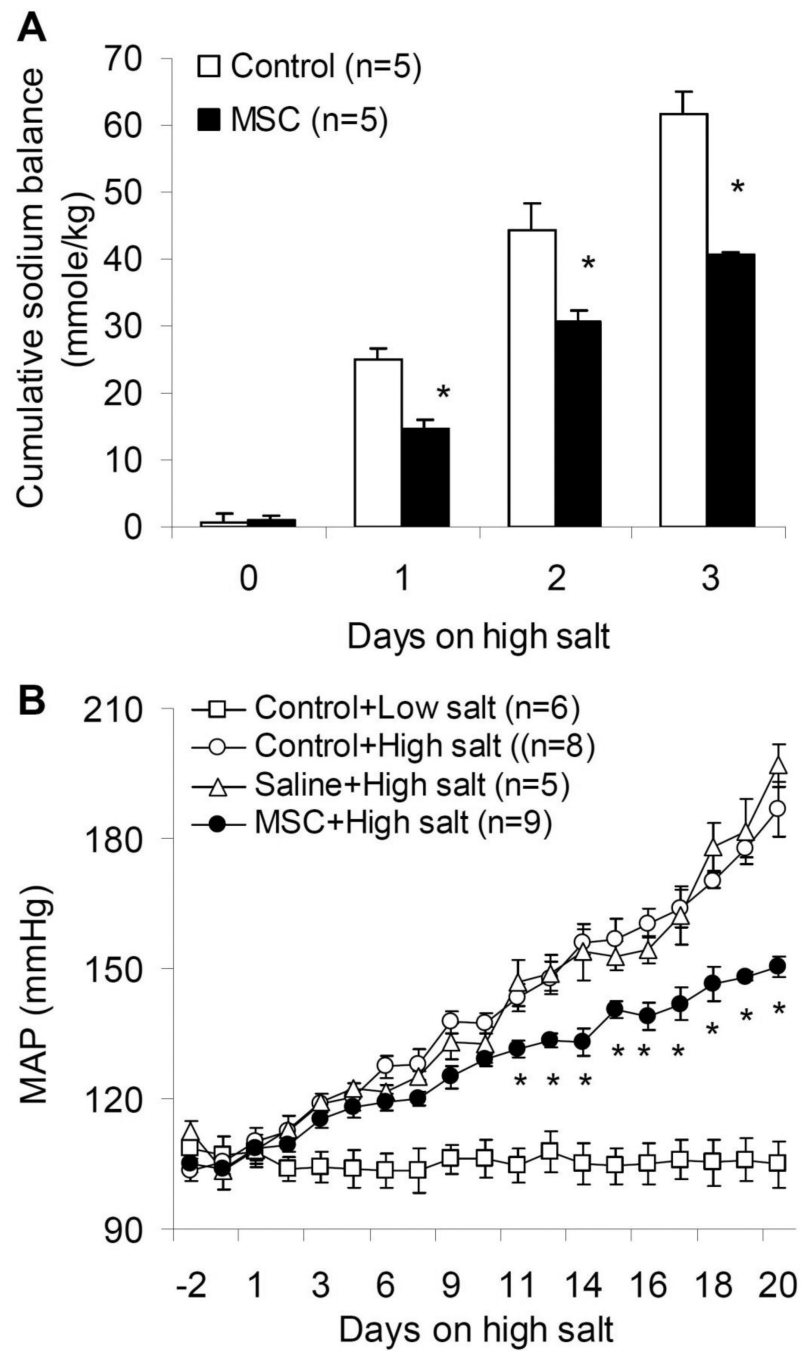 A
Cumulative sodium balance
(mmole/kg)
70
60
50
40
30
20
10
0
Control (n=5)
MSC (n=5)
*
*
*
0 1 2 3
Days on high salt
B
MAP (mmHg)
210
180
150
120
90
Control+Low salt (n=6)
Control+High salt ((n=8)
Saline+High salt (n=5)
MSC+High salt (n=9)
* * * * * * * * *
-2 1 3 6 9 11 14 16 18 20
Days on high salt